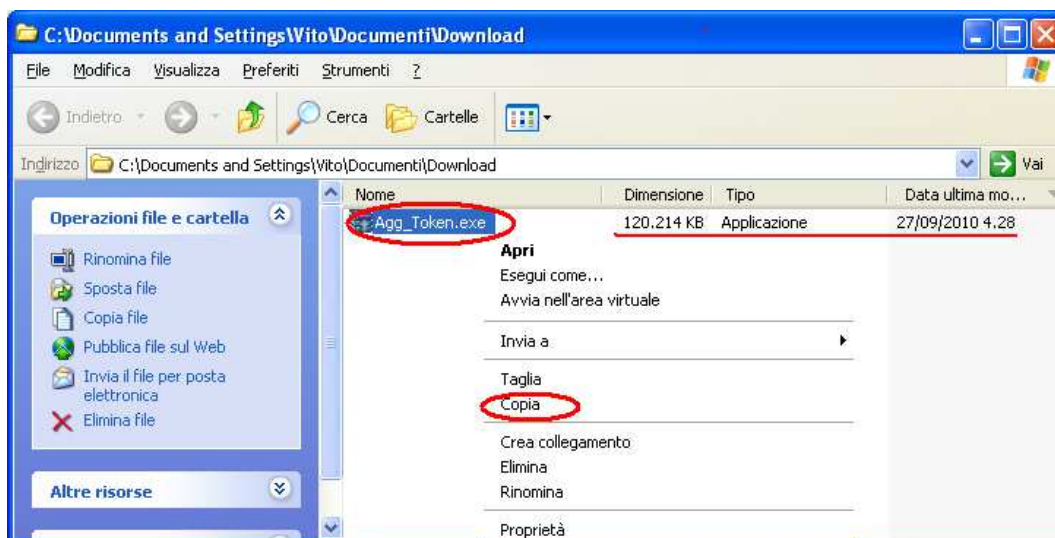 C:\Documents and Settings\Vito\Documenti\Download
File Modifica Visualizza Preferiti Strumenti ?
Indietro Cerca Cartelle
Indirizzo C:\Documents and Settings\Vito\Documenti\Download Vai
Nome Dimensione Tipo Data ultima mo...
Agg_Token.exe 120.214 KB Applicazione 27/09/2010 4.28
Operazioni file e cartella
Rinomina file
Sposta file
Copia file
Pubblica file sul Web
Invia il file per posta
elettronica
Elimina file
Altre risorse
Apri
Esegui come...
Avvia nell'area virtuale
Invia a
Taglia
Copia
Crea collegamento
Elimina
Rinomina
Proprietà